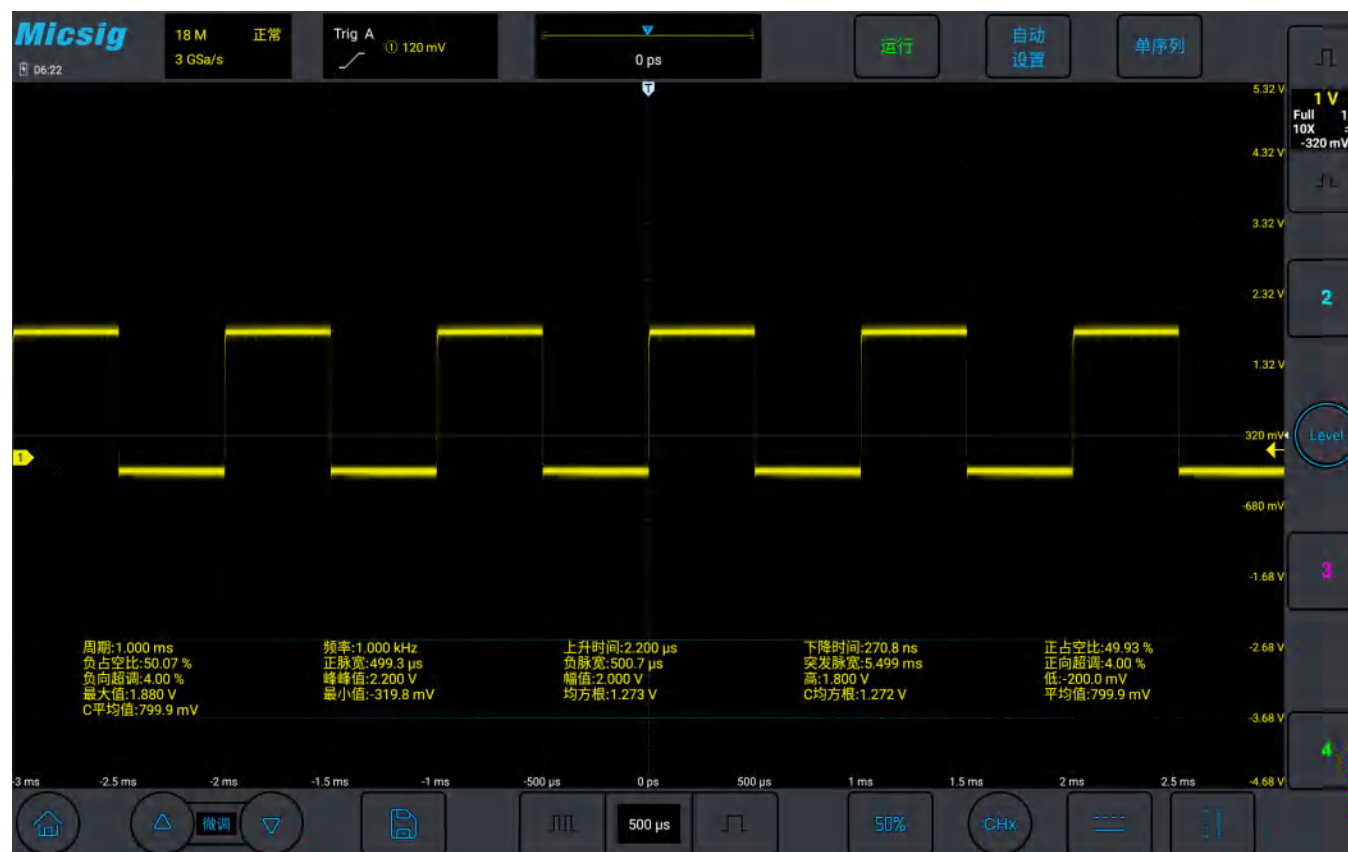 Micsig
06:22
18 M 正常
3 GSa/s
Trig A
① 120 mV
0 ps
运行
自动
设置
单序列
T
1 V
Full 1
10X
-320 mV
5.32 V
4.32 V
3.32 V
2.32 V
1.32 V
320 mV
-680 mV
-1.68 V
-2.68 V
-3.68 V
-4.68 V
2
Level
3
4
1
周期:1.000 ms 频率:1.000 kHz 上升时间:2.200 μs 下降时间:270.8 ns 正占空比:49.93 %
负占空比:50.07 % 正脉宽:499.3 μs 负脉宽:500.7 μs 突发脉宽:5.499 ms 正向超调:4.00 %
负向超调:4.00 % 峰峰值:2.200 V 幅值:2.000 V 高:1.800 V 低:-200.0 mV
最大值:1.880 V 最小值:-319.8 mV 均方根:1.273 V C均方根:1.272 V 平均值:799.9 mV
C平均值:799.9 mV
-3 ms -2.5 ms -2 ms -1.5 ms -1 ms -500 μs 0 ps 500 μs 1 ms 1.5 ms 2 ms 2.5 ms
微调 500 μs 50% CHx